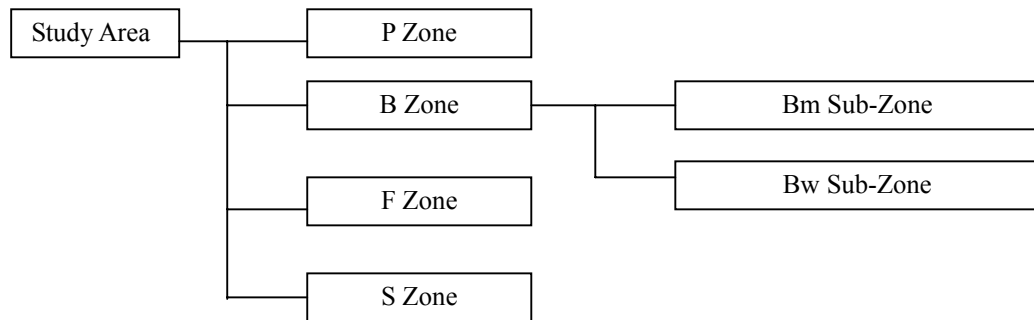 Study Area
P Zone
B Zone
Bm Sub-Zone
Bw Sub-Zone
F Zone
S Zone